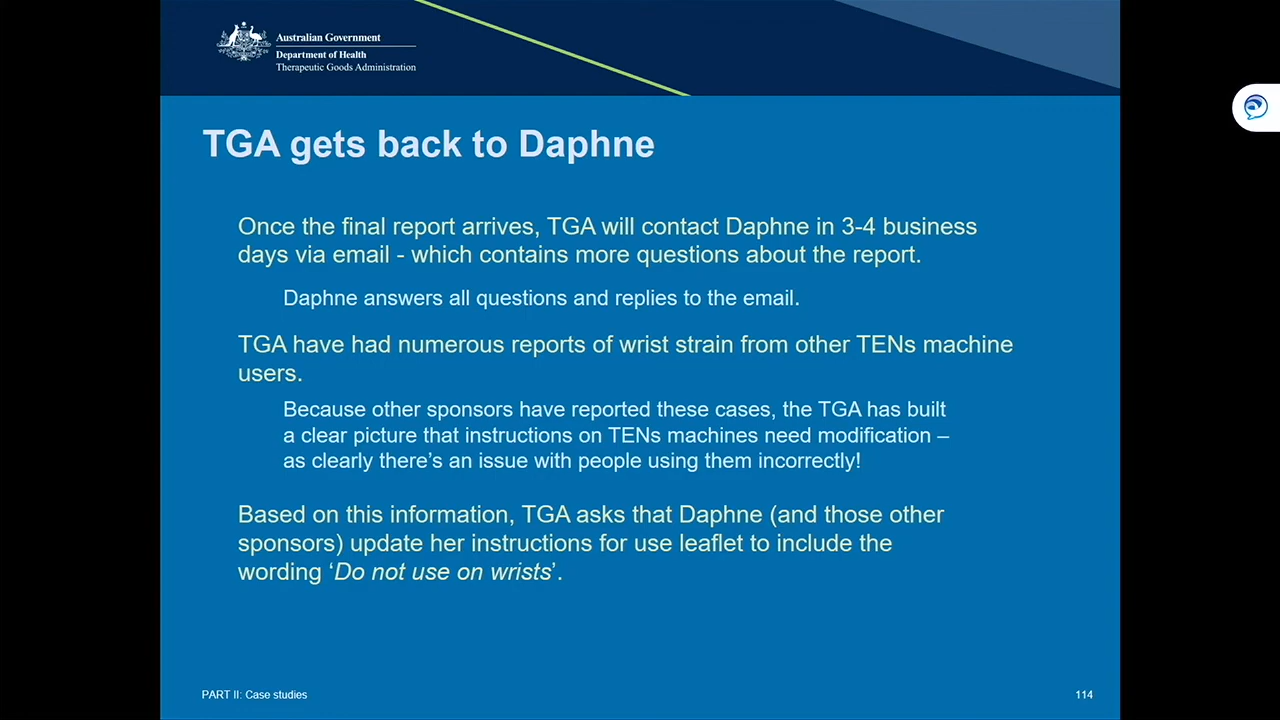 Australian Government
Department of Health
Therapeutic Goods Administration
TGA gets back to Daphne
Once the final report arrives, TGA will contact Daphne in 3-4 business
days via email - which contains more questions about the report.
Daphne answers all questions and replies to the email.
TGA have had numerous reports of wrist strain from other TENs machine
users.
Because other sponsors have reported these cases, the TGA has built
a clear picture that instructions on TENs machines need modification –
as clearly there’s an issue with people using them incorrectly!
Based on this information, TGA asks that Daphne (and those other
sponsors) update her instructions for use leaflet to include the
wording ‘Do not use on wrists’.
PART II: Case studies
114